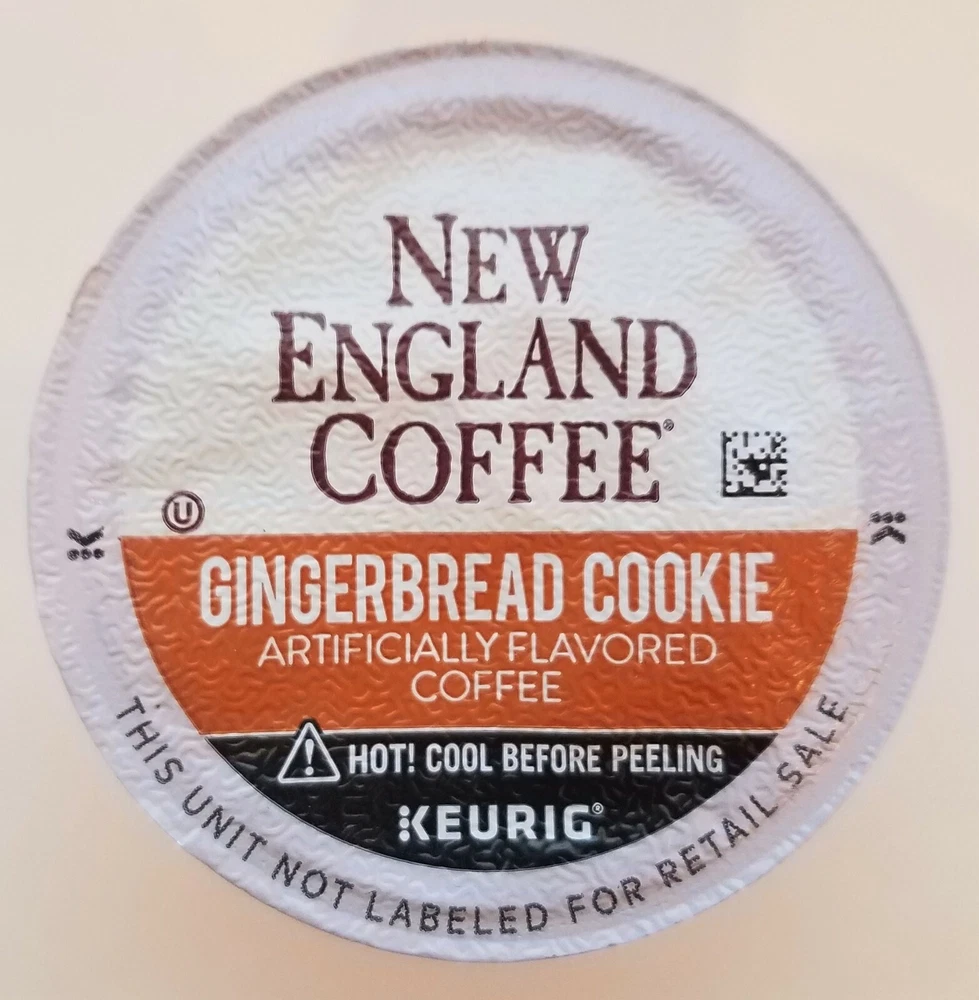 NEW
ENGLAND
COFFEE®
U
GINGERBREAD COOKIE
ARTIFICIALLY FLAVORED
COFFEE
! HOT! COOL BEFORE PEELING
KEURIG®
THIS UNIT NOT LABELED FOR RETAIL SALE
K
K